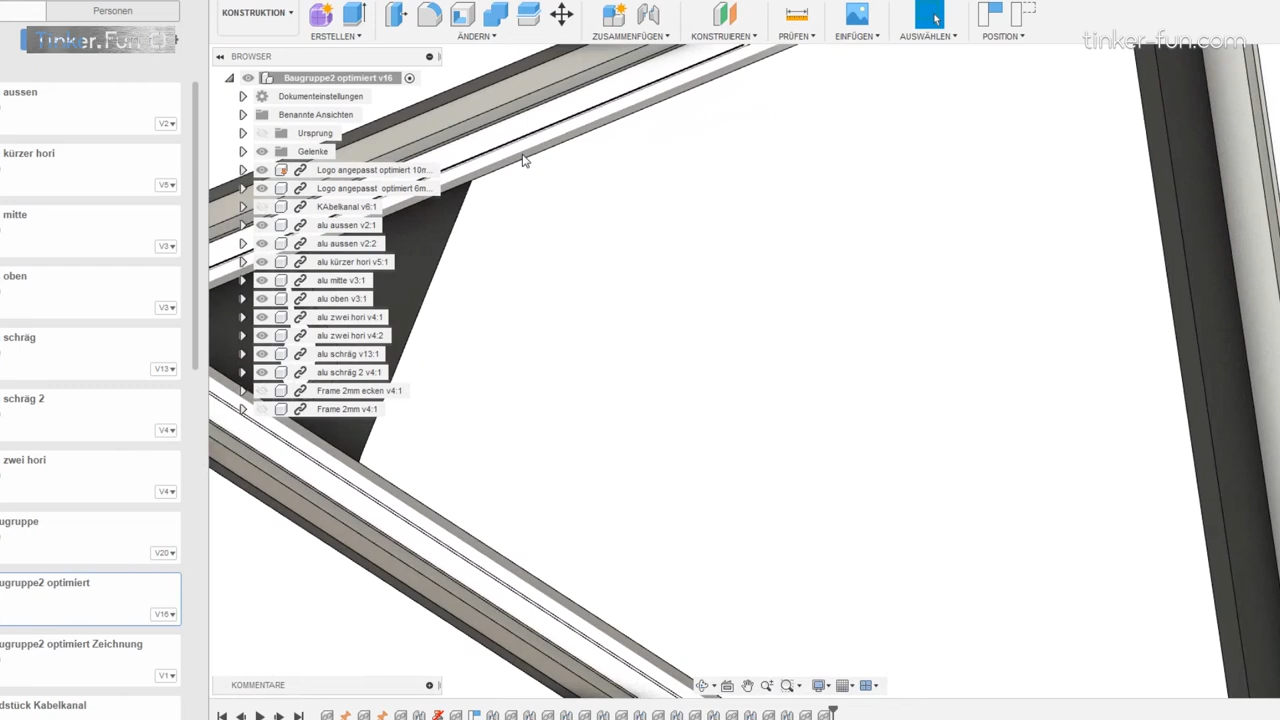 Personen
Tinker.Fun
aussen
V2
kürzer hori
V5
mitte
V3
oben
V3
schräg
V13
schräg 2
V4
zwei hori
V4
ugruppe
V20
ugruppe2 optimiert
V16
ugruppe2 optimiert Zeichnung
V1
dstück Kabelkanal
KONSTRUKTION
ERSTELLEN
ÄNDERN
ZUSAMMENFÜGEN
KONSTRUIEREN
PRÜFEN
EINFÜGEN
AUSWÄHLEN
POSITION
tinker-fun.com
BROWSER
Baugruppe2 optimiert v16
Dokumenteinstellungen
Benannte Ansichten
Ursprung
Gelenke
Logo angepasst optimiert 10m...
Logo angepasst optimiert 6m...
KAbelkanal v6:1
alu aussen v2:1
alu aussen v2:2
alu kürzer hori v5:1
alu mitte v3:1
alu oben v3:1
alu zwei hori v4:1
alu zwei hori v4:2
alu schräg v13:1
alu schräg 2 v4:1
Frame 2mm ecken v4:1
Frame 2mm v4:1
KOMMENTARE